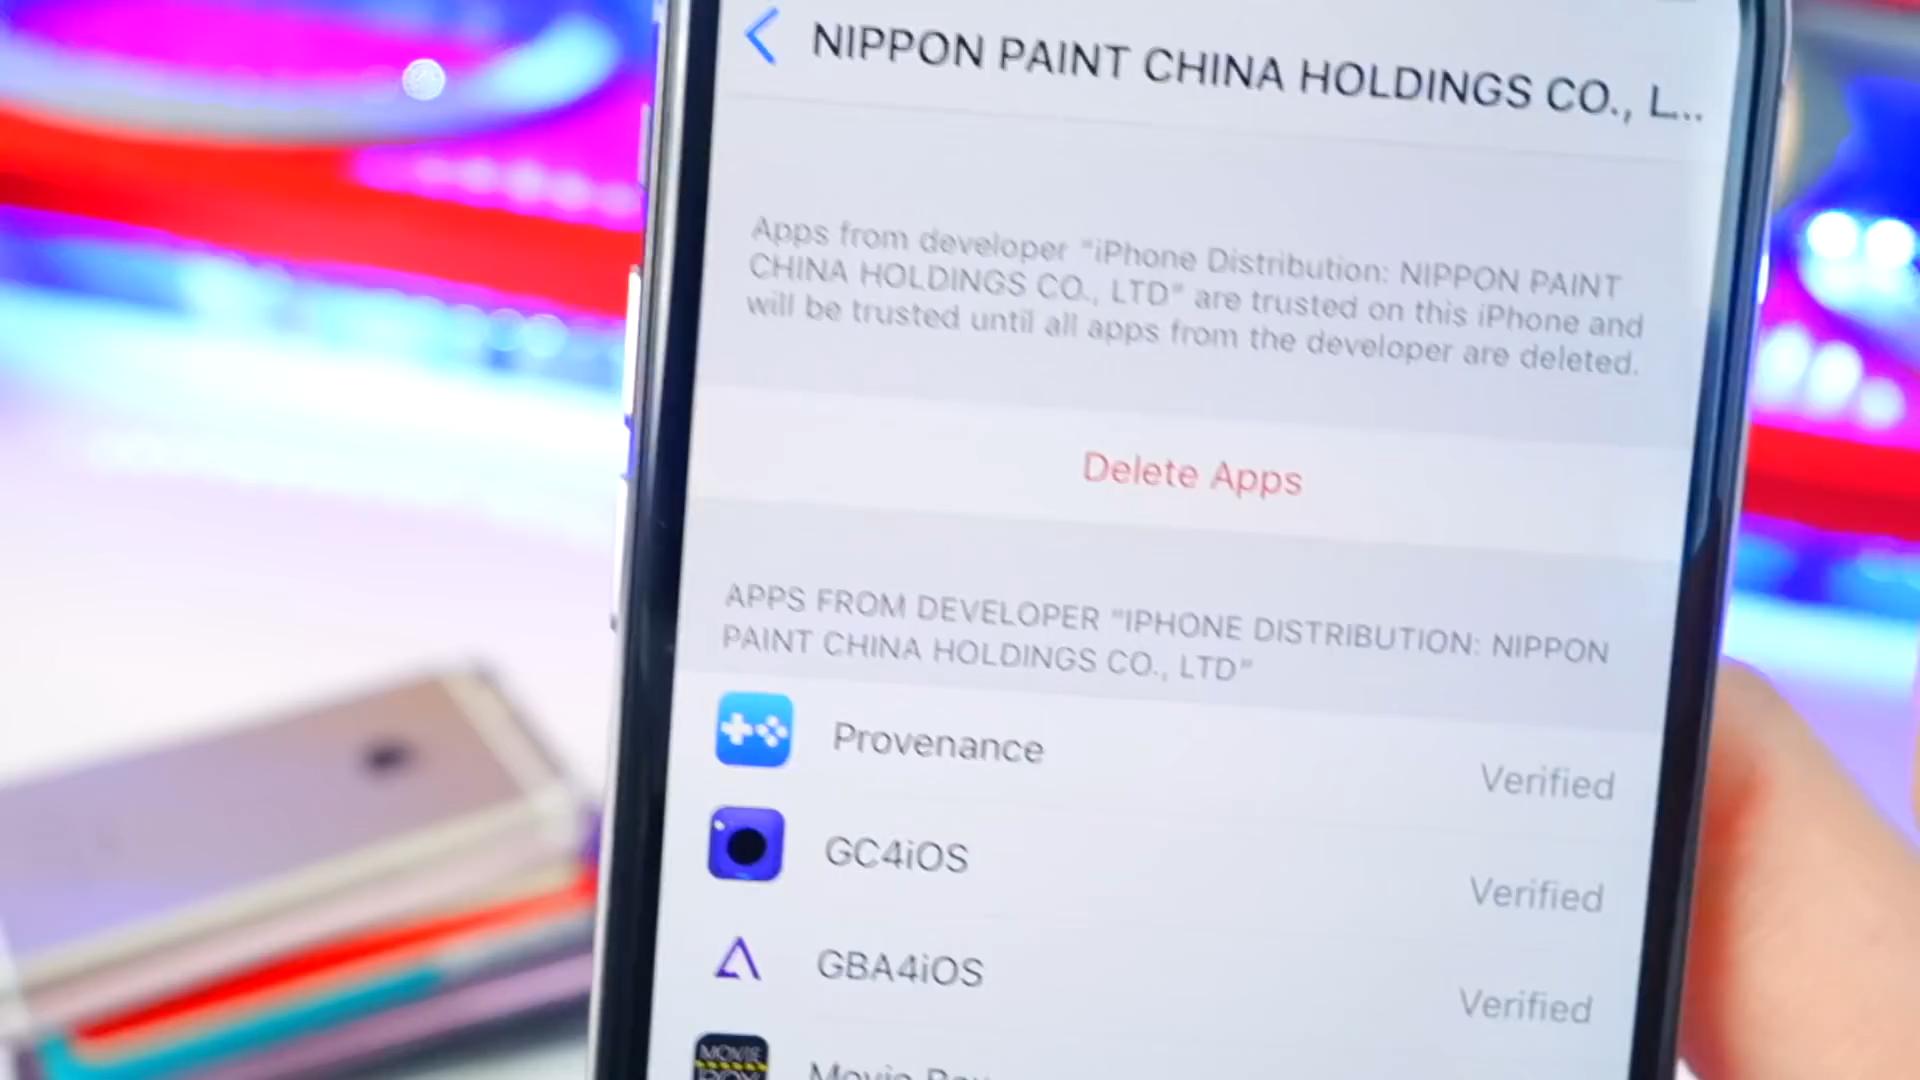 NIPPON PAINT CHINA HOLDINGS CO., L...
Apps from developer "iPhone Distribution: NIPPON PAINT
CHINA HOLDINGS CO., LTD" are trusted on this iPhone and
will be trusted until all apps from the developer are deleted.
Delete Apps
APPS FROM DEVELOPER "IPHONE DISTRIBUTION: NIPPON
PAINT CHINA HOLDINGS CO., LTD"
Provenance
Verified
GC4iOS
Verified
GBA4iOS
Verified
MOVIE
BOX
Movie Box